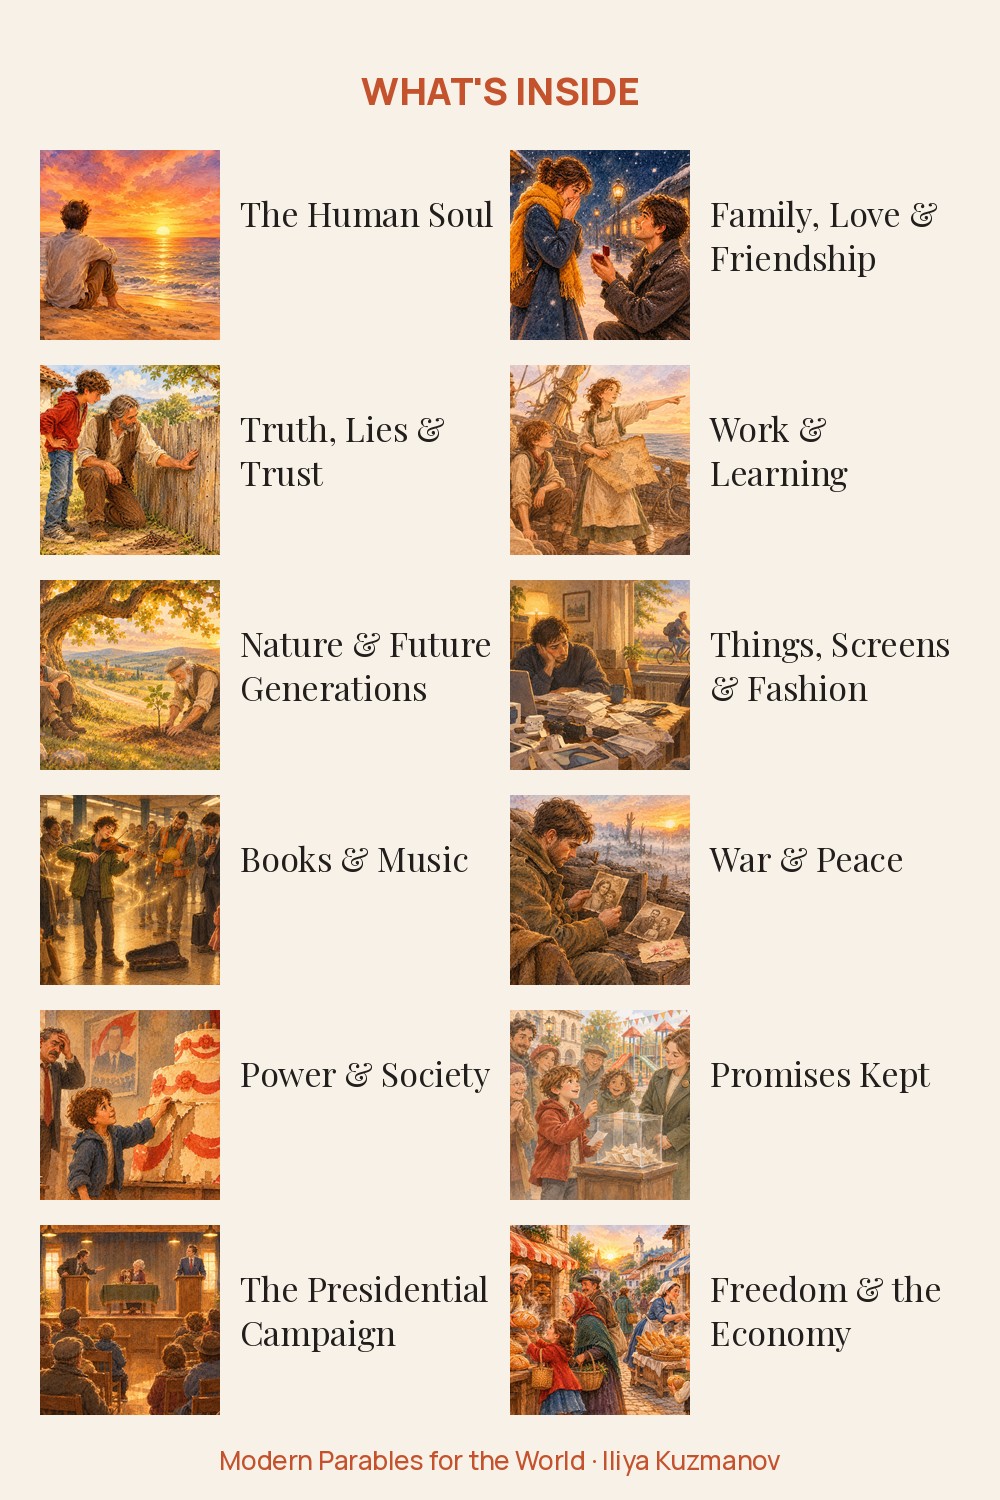 WHAT'S INSIDE
The Human Soul
Family, Love &
Friendship
Truth, Lies &
Trust
Work &
Learning
Nature & Future
Generations
Things, Screens
& Fashion
Books & Music
War & Peace
Power & Society
Promises Kept
The Presidential
Campaign
Freedom & the
Economy
Modern Parables for the World · Iliya Kuzmanov